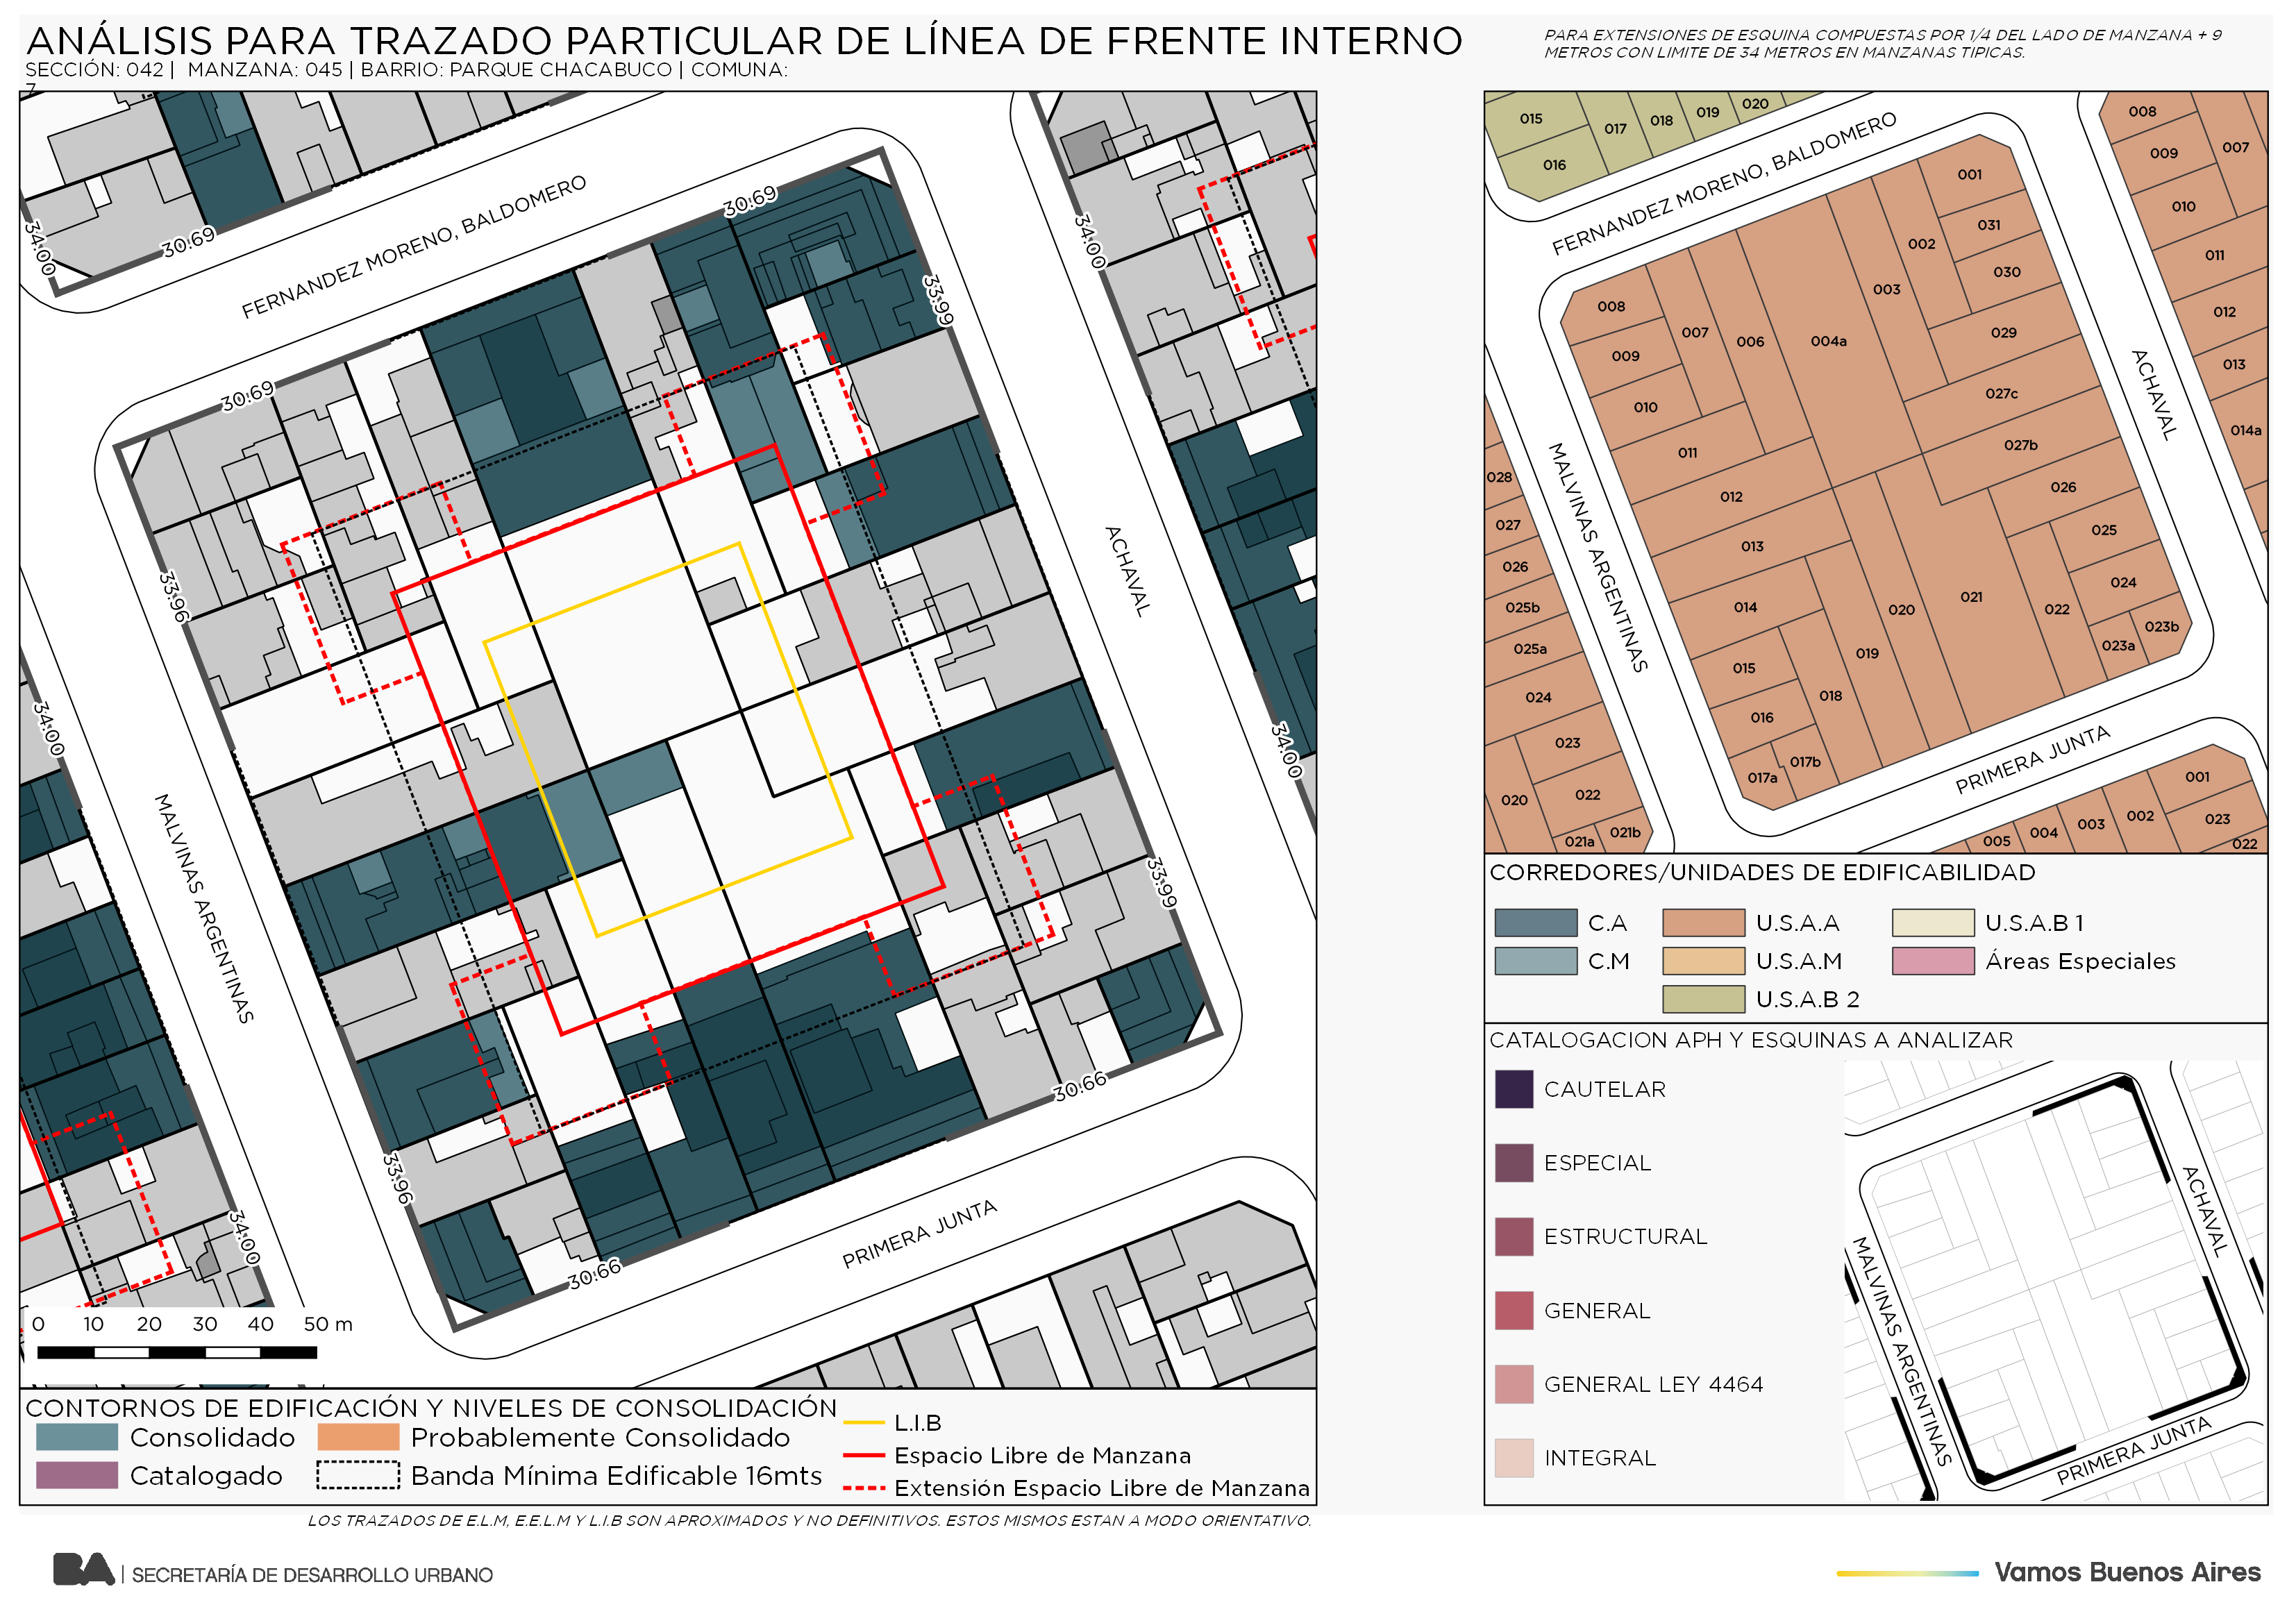 ANÁLISIS PARA TRAZADO PARTICULAR DE LÍNEA DE FRENTE INTERNO
SECCIÓN: 042 | MANZANA: 045 | BARRIO: PARQUE CHACABUCO | COMUNA:
7
PARA EXTENSIONES DE ESQUINA COMPUESTAS POR 1/4 DEL LADO DE MANZANA + 9
METROS CON LIMITE DE 34 METROS EN MANZANAS TIPICAS.
34:00
30.69
FERNANDEZ MORENO, BALDOMERO
30.69
34:00
33:99
30.69
33:96
ACHAVAL
34:00
MALVINAS ARGENTINAS
34:00
33:99
33:96
30.66
34:00
PRIMERA JUNTA
30.66
0 10 20 30 40 50 m
CONTORNOS DE EDIFICACIÓN Y NIVELES DE CONSOLIDACIÓN
Consolidado
Probablemente Consolidado
Catalogado
Banda Mínima Edificable 16mts
L.I.B
Espacio Libre de Manzana
Extensión Espacio Libre de Manzana
015
016
017
018
019
020
FERNANDEZ MORENO, BALDOMERO
008
009
007
010
011
012
013
014a
001
031
030
002
003
029
004a
006
007
008
009
010
027c
027b
011
012
026
013
025
014
024
020
021
022
023b
023a
015
019
018
016
017b
017a
028
027
026
025b
025a
024
023
022
020
021a
021b
MALVINAS ARGENTINAS
ACHAVAL
PRIMERA JUNTA
001
002
003
004
005
023
022
CORREDORES/UNIDADES DE EDIFICABILIDAD
C.A
U.S.A.A
U.S.A.B 1
C.M
U.S.A.M
Áreas Especiales
U.S.A.B 2
CATALOGACION APH Y ESQUINAS A ANALIZAR
CAUTELAR
ESPECIAL
ESTRUCTURAL
GENERAL
GENERAL LEY 4464
INTEGRAL
ACHAVAL
MALVINAS ARGENTINAS
PRIMERA JUNTA
LOS TRAZADOS DE E.L.M, E.E.L.M Y L.I.B SON APROXIMADOS Y NO DEFINITIVOS. ESTOS MISMOS ESTAN A MODO ORIENTATIVO.
BA | SECRETARÍA DE DESARROLLO URBANO
Vamos Buenos Aires